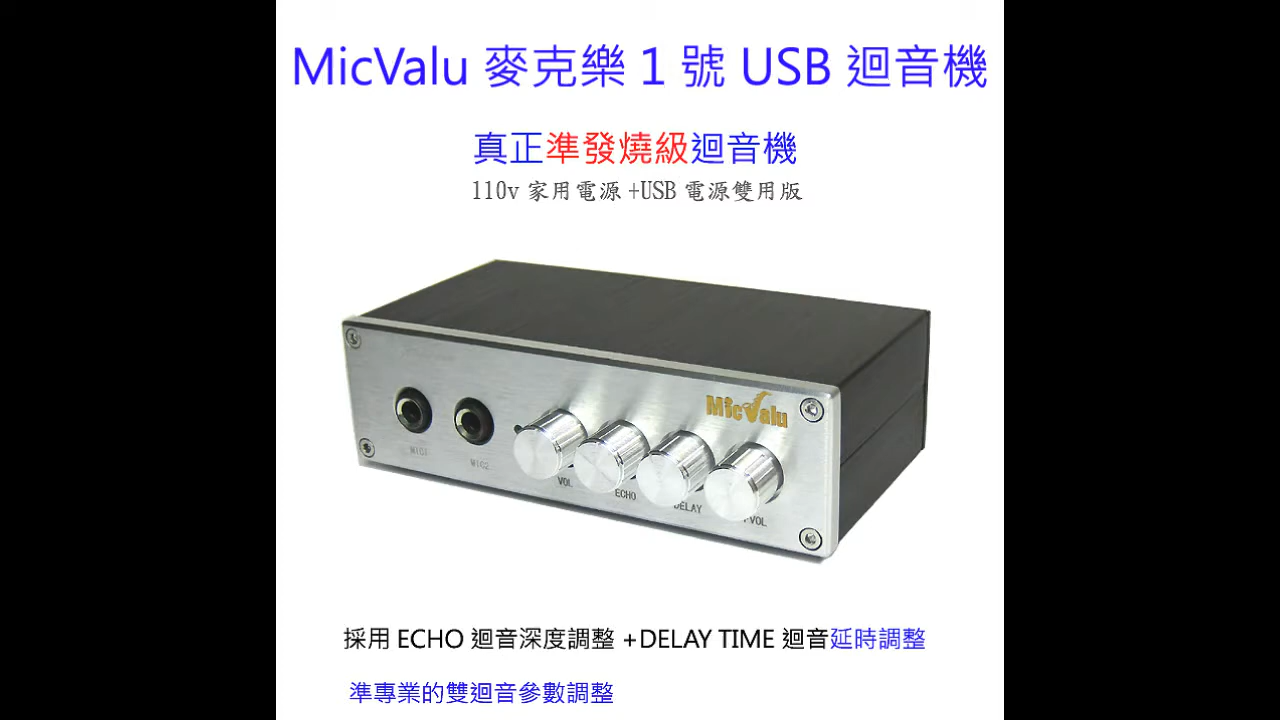 MicValu 麥克樂 1 號 USB 迴音機
真正準發燒級迴音機
110v 家用電源 +USB 電源雙用版
MicValu
MIC1
MIC2
VOL
ECHO
DELAY
VOL
採用 ECHO 迴音深度調整 +DELAY TIME 迴音延時調整
準專業的雙迴音參數調整